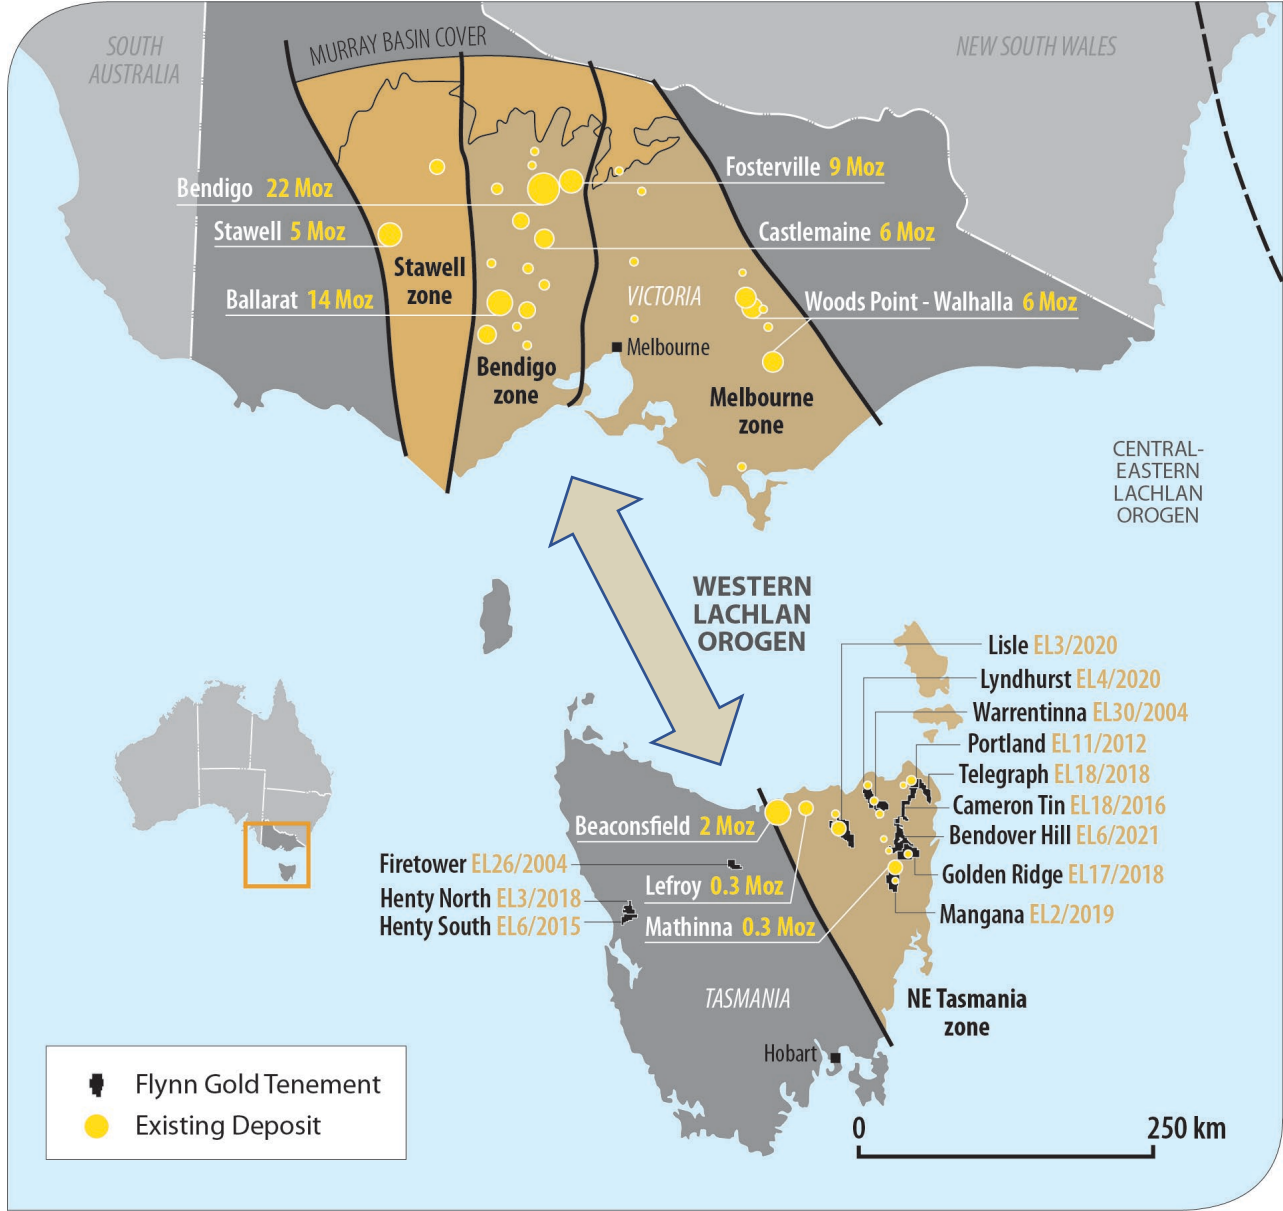 SOUTH
AUSTRALIA
MURRAY BASIN COVER
NEW SOUTH WALES
Bendigo 22 Moz
Fosterville 9 Moz
Stawell 5 Moz
Castlemaine 6 Moz
Stawell
zone
Ballarat 14 Moz
VICTORIA
Woods Point - Walhalla 6 Moz
Melbourne
Bendigo
zone
Melbourne
zone
CENTRAL-
EASTERN
LACHLAN
OROGEN
WESTERN
LACHLAN
OROGEN
Lisle EL3/2020
Lyndhurst EL4/2020
Warrentinna EL30/2004
Portland EL11/2012
Telegraph EL18/2018
Cameron Tin EL18/2016
Beaconsfield 2 Moz
Bendover Hill EL6/2021
Firetower EL26/2004
Golden Ridge EL17/2018
Lefroy 0.3 Moz
Henty North EL3/2018
Mangana EL2/2019
Henty South EL6/2015
Mathinna 0.3 Moz
TASMANIA
NE Tasmania
zone
Hobart
Flynn Gold Tenement
Existing Deposit
0 250 km